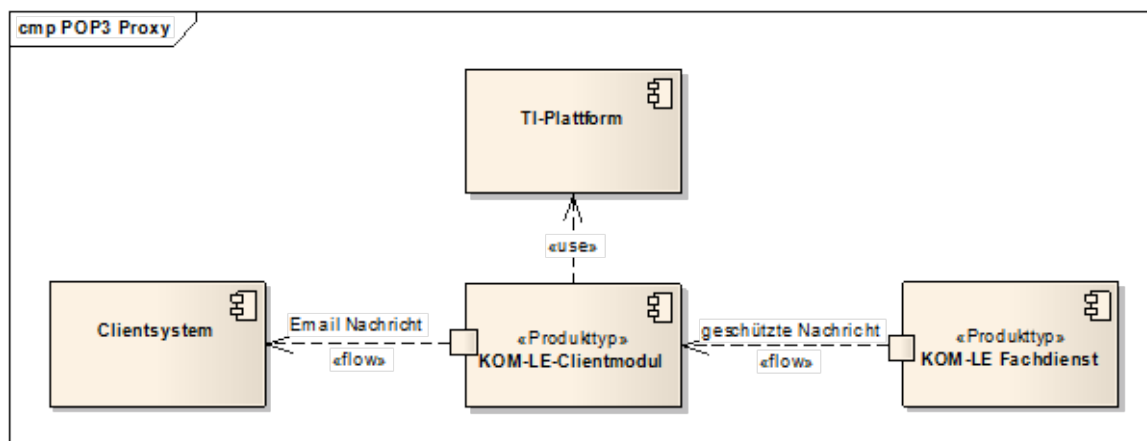 cmp POP3 Proxy
TI-Plattform
«use»
Clientsystem
Email Nachricht
«flow»
«Produkttyp»
KOM-LE-Clientmodul
geschützte Nachricht
«flow»
«Produkttyp»
KOM-LE Fachdienst